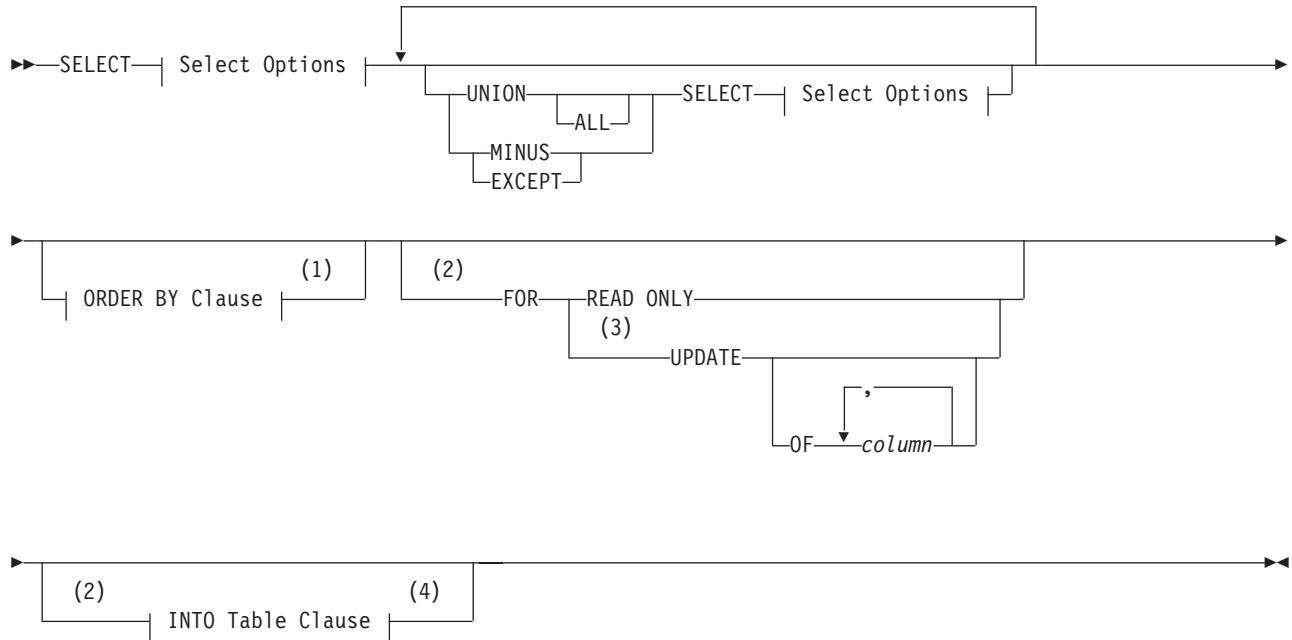 SELECT Select Options
UNION SELECT Select Options
ALL
MINUS
EXCEPT
(1) (2)
ORDER BY Clause FOR READ ONLY
(3)
UPDATE
,
OF column
(2) (4)
INTO Table Clause